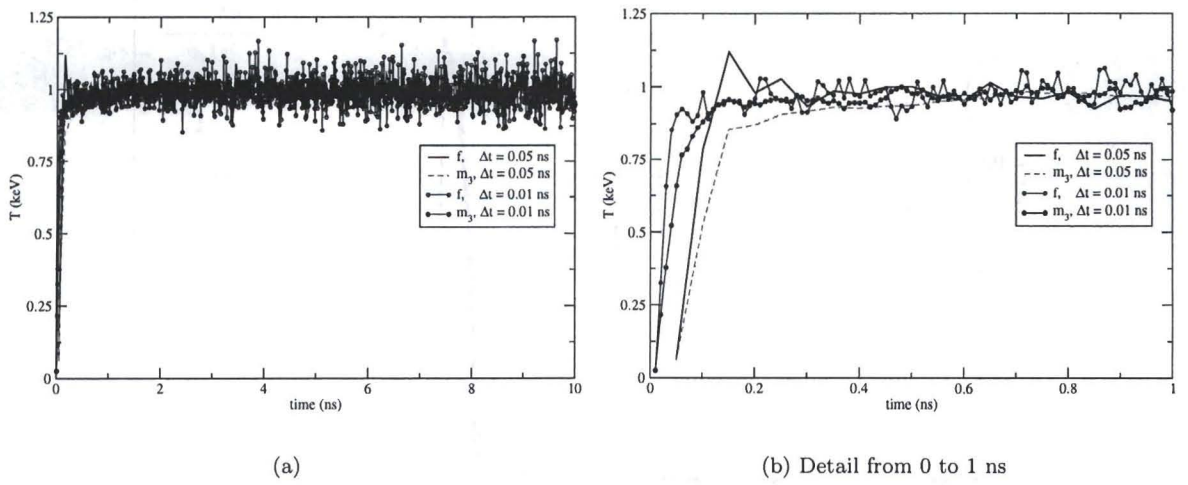 1.25
1
0.75
0.5
0.25
0
T (keV)
0 2 4 6 8 10
time (ns)
f, Δt = 0.05 ns
m₃, Δt = 0.05 ns
f, Δt = 0.01 ns
m₃, Δt = 0.01 ns
(a)
1.25
1
0.75
0.5
0.25
0
T (keV)
0 0.2 0.4 0.6 0.8 1
time (ns)
f, Δt = 0.05 ns
m₃, Δt = 0.05 ns
f, Δt = 0.01 ns
m₃, Δt = 0.01 ns
(b) Detail from 0 to 1 ns